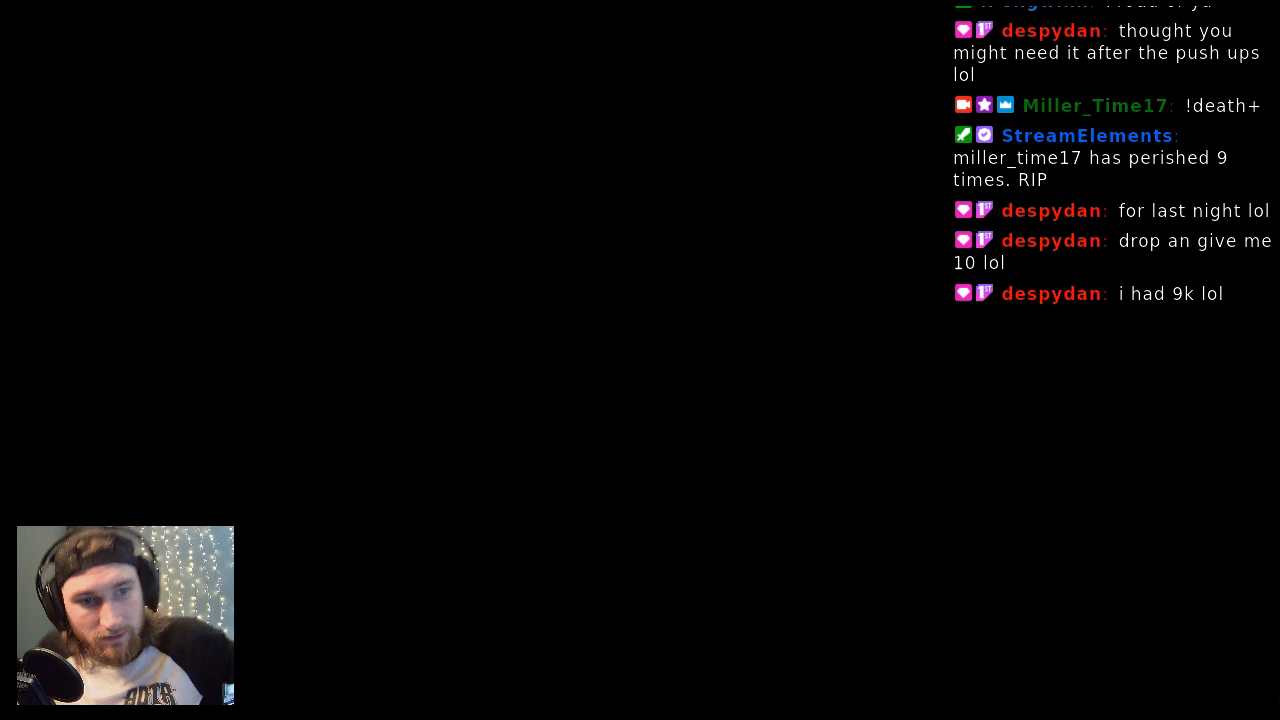 despydan: thought you
might need it after the push ups
lol
Miller_Time17: !death+
StreamElements:
miller_time17 has perished 9
times. RIP
despydan: for last night lol
despydan: drop an give me
10 lol
despydan: i had 9k lol